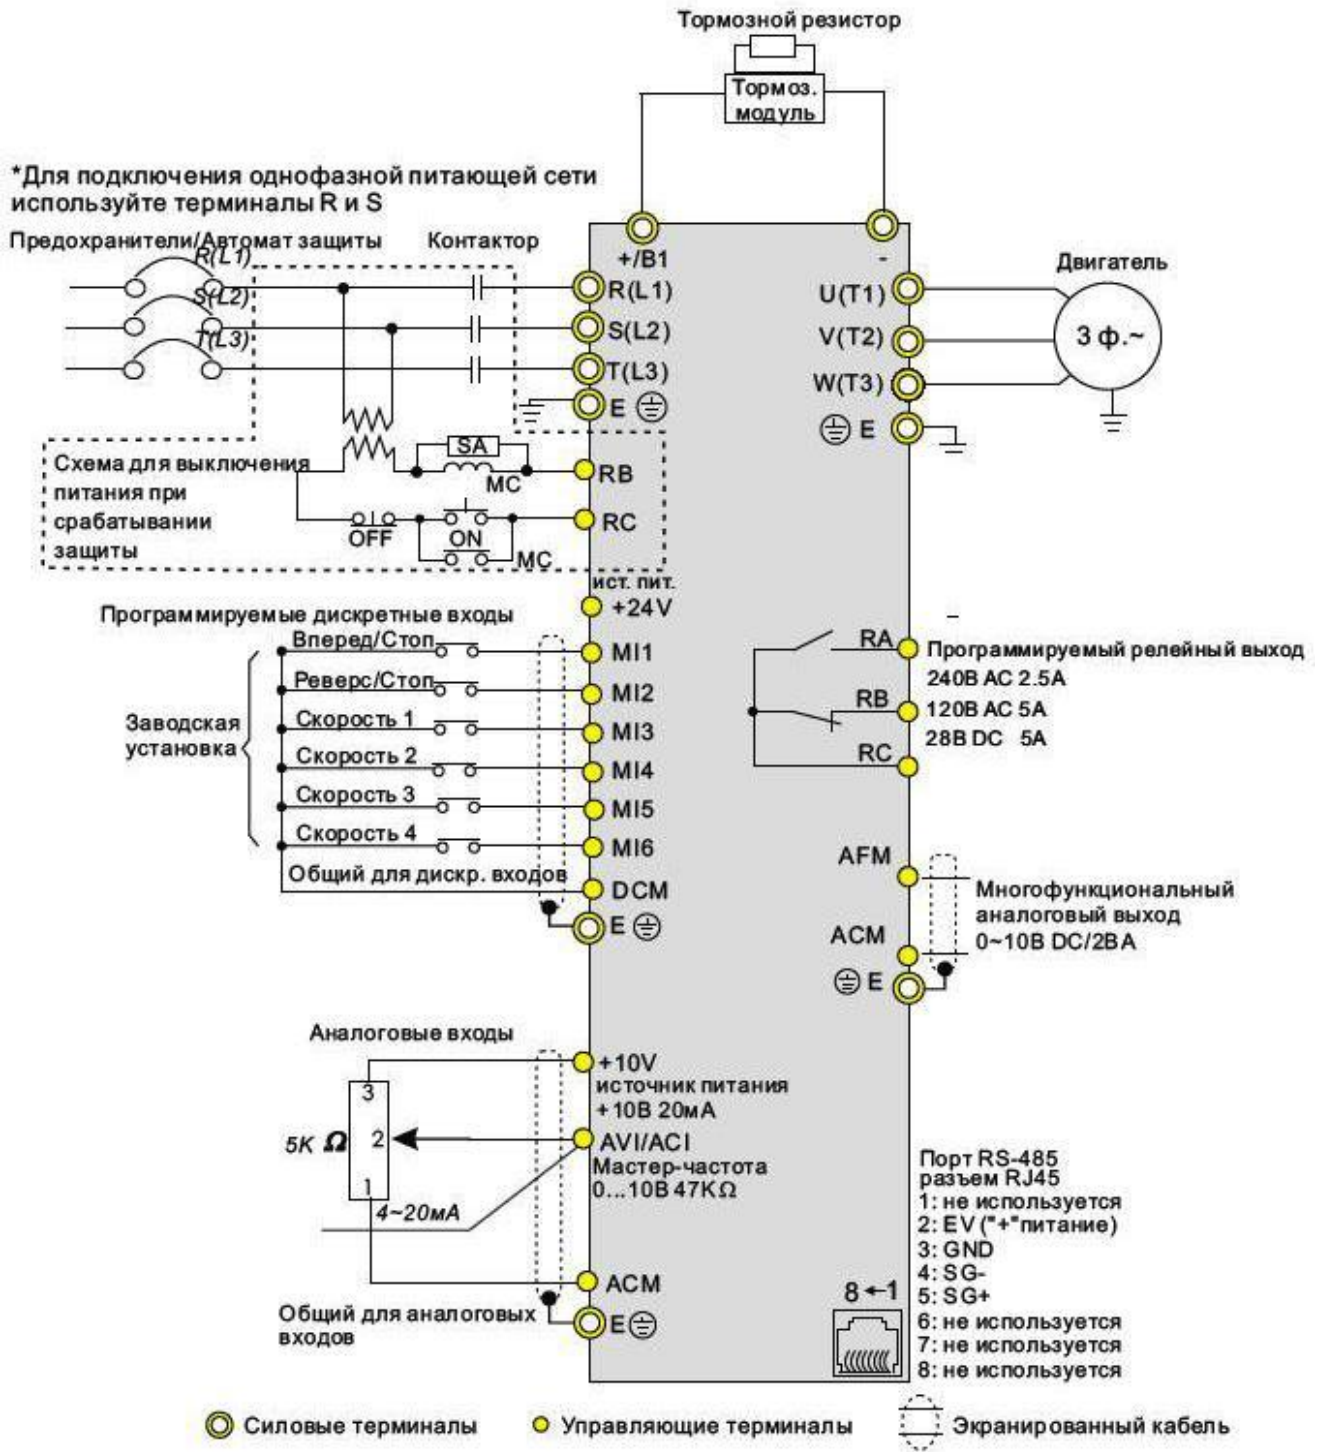 Тормозной резистор
Тормоз.
модуль
*Для подключения однофазной питающей сети
используйте терминалы R и S
Предохранители/Автомат защиты
Контактор
R(L1)
S(L2)
T(L3)
+/B1
-
R(L1)
S(L2)
T(L3)
E
U(T1)
V(T2)
W(T3)
E
Двигатель
3 ф.~
Схема для выключения
питания при
срабатывании
защиты
SA
MC
OFF
ON
MC
RB
RC
ист. пит.
+24V
Программируемые дискретные входы
Заводская
установка
Вперед/Стоп
Реверс/Стоп
Скорость 1
Скорость 2
Скорость 3
Скорость 4
Общий для дискр. входов
MI1
MI2
MI3
MI4
MI5
MI6
DCM
E
RA
RB
RC
Программируемый релейный выход
240В AC 2.5A
120В AC 5A
28В DC 5A
AFM
ACM
E
Многофункциональный
аналоговый выход
0~10В DC/2ВА
Аналоговые входы
3
2
1
5K Ω
4~20мА
+10V
источник питания
+10В 20мА
AVI/ACI
Мастер-частота
0...10В 47KΩ
ACM
E
Общий для аналоговых
входов
8←1
Порт RS-485
разъем RJ45
1: не используется
2: EV ("+"питание)
3: GND
4: SG-
5: SG+
6: не используется
7: не используется
8: не используется
Силовые терминалы
Управляющие терминалы
Экранированный кабель